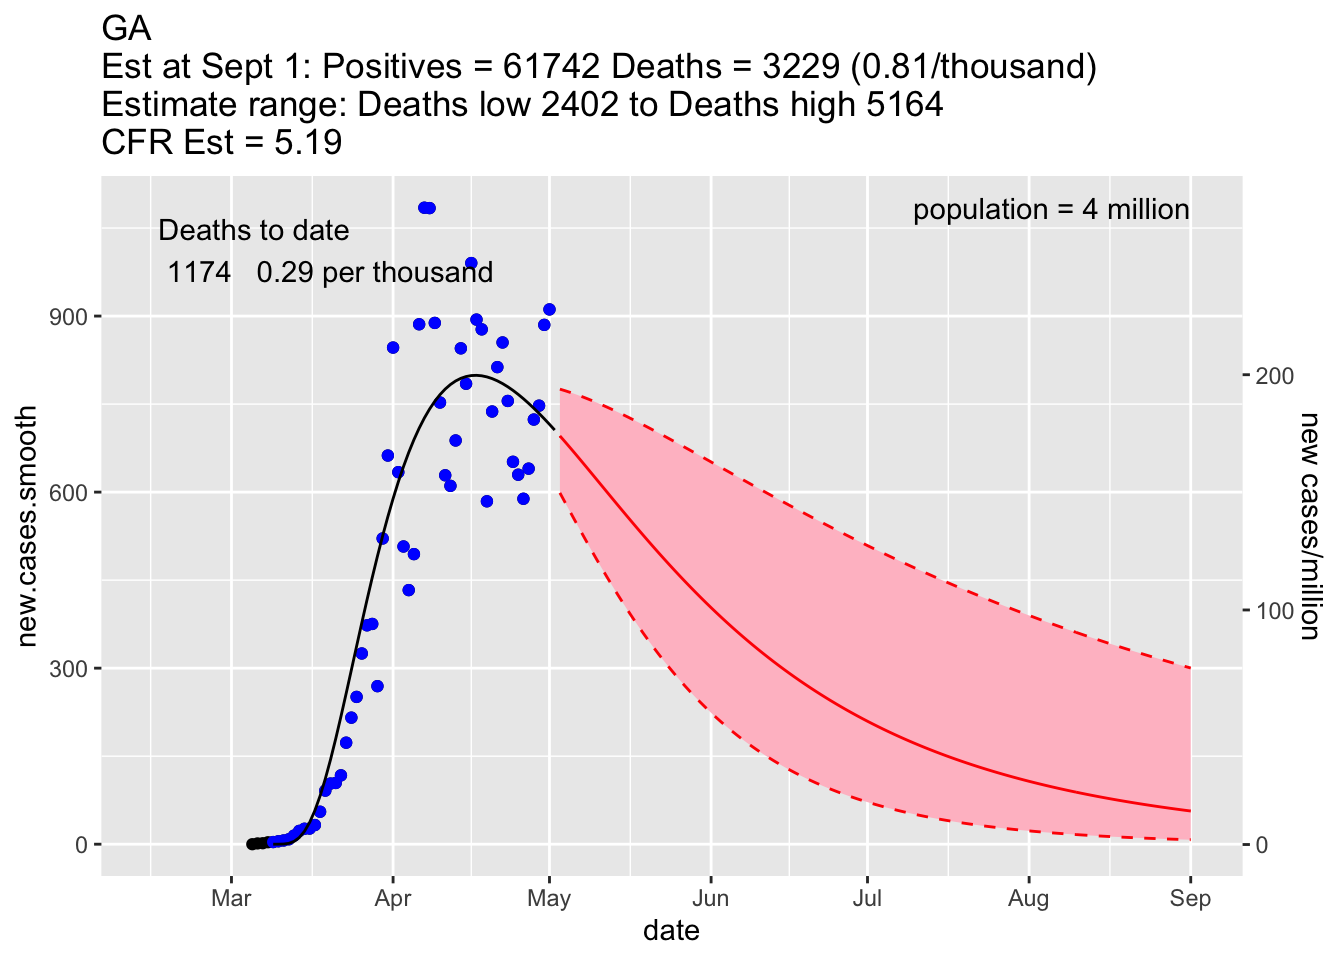 GA
Est at Sept 1: Positives = 61742 Deaths = 3229 (0.81/thousand)
Estimate range: Deaths low 2402 to Deaths high 5164
CFR Est = 5.19
population = 4 million
Deaths to date
1174 0.29 per thousand
900
600
300
0
new.cases.smooth
200
100
0
new cases/million
Mar Apr May Jun Jul Aug Sep
date